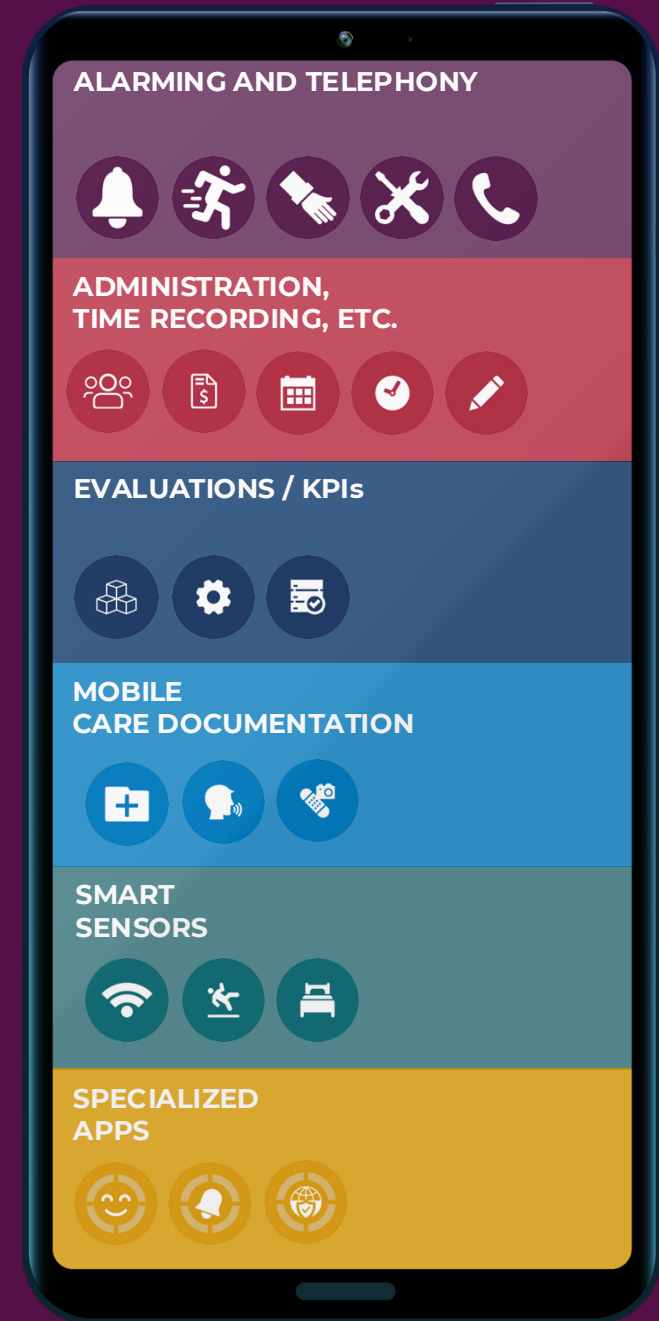 ALARMING AND TELEPHONY
ADMINISTRATION,
TIME RECORDING, ETC.
EVALUATIONS / KPIs
MOBILE
CARE DOCUMENTATION
SMART
SENSORS
SPECIALIZED
APPS